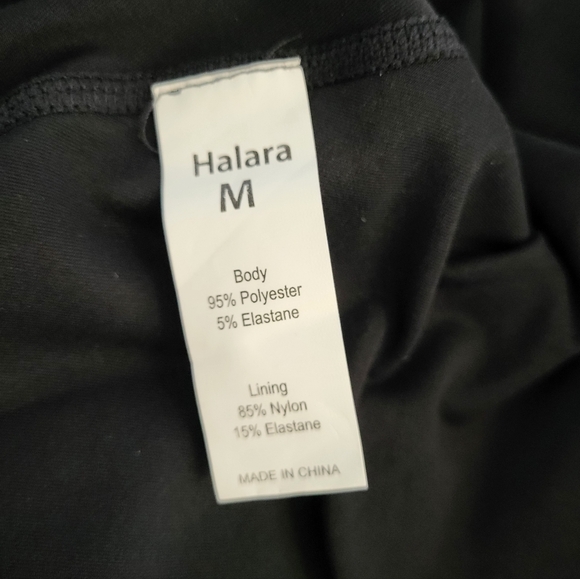 Halara
M
Body
95% Polyester
5% Elastane
Lining
85% Nylon
15% Elastane
MADE IN CHINA